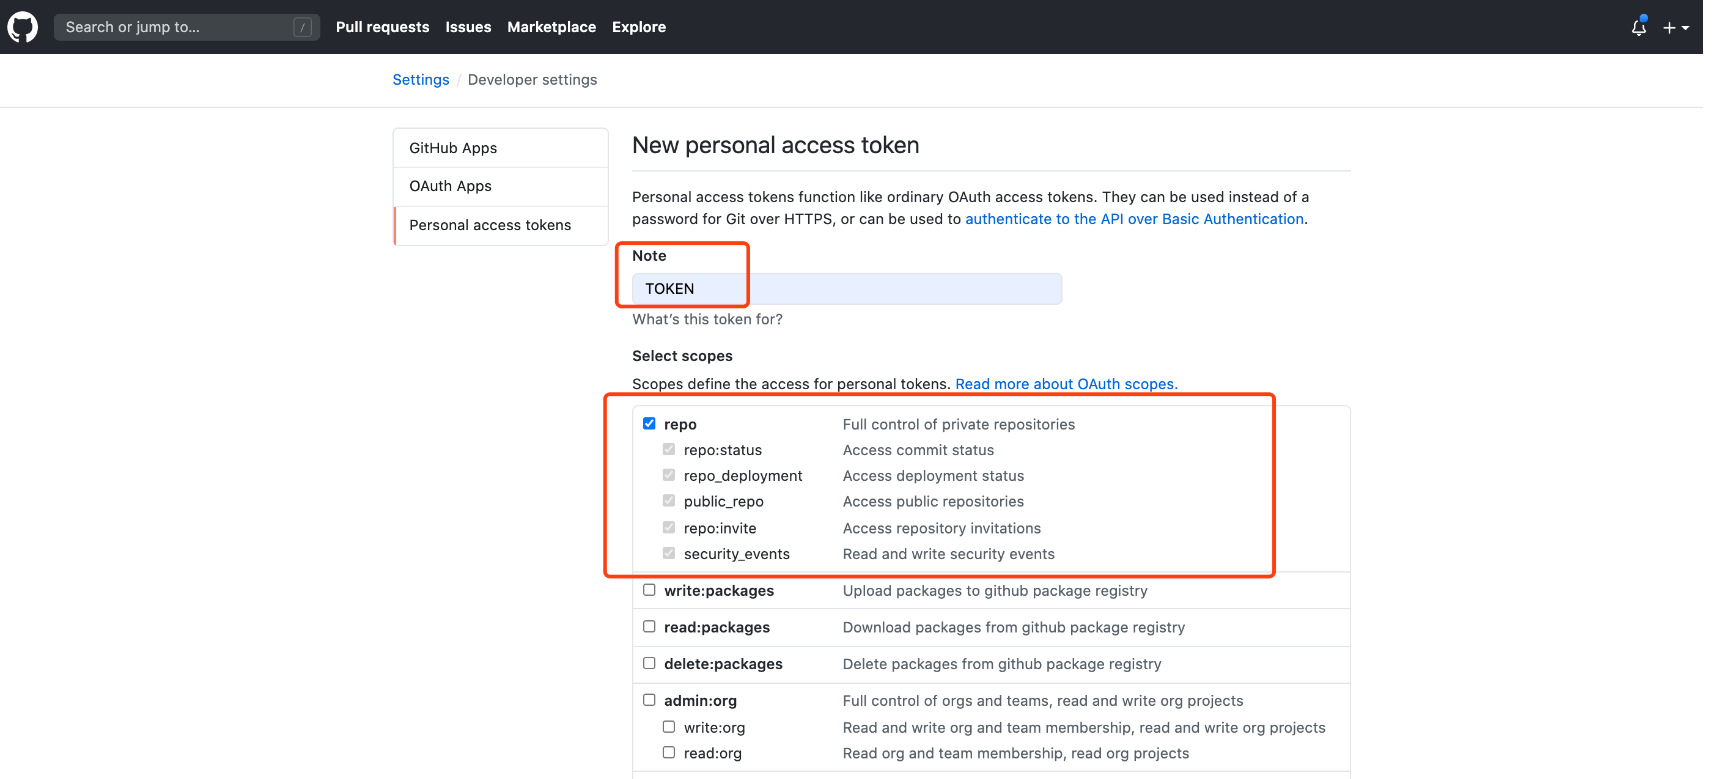 Search or jump to... /
Pull requests Issues Marketplace Explore
Settings / Developer settings
GitHub Apps
OAuth Apps
Personal access tokens
New personal access token
Personal access tokens function like ordinary OAuth access tokens. They can be used instead of a
password for Git over HTTPS, or can be used to authenticate to the API over Basic Authentication.
Note
TOKEN
What's this token for?
Select scopes
Scopes define the access for personal tokens. Read more about OAuth scopes.
repo Full control of private repositories
repo:status Access commit status
repo_deployment Access deployment status
public_repo Access public repositories
repo:invite Access repository invitations
security_events Read and write security events
write:packages Upload packages to github package registry
read:packages Download packages from github package registry
delete:packages Delete packages from github package registry
admin:org Full control of orgs and teams, read and write org projects
write:org Read and write org and team membership, read and write org projects
read:org Read org and team membership, read org projects